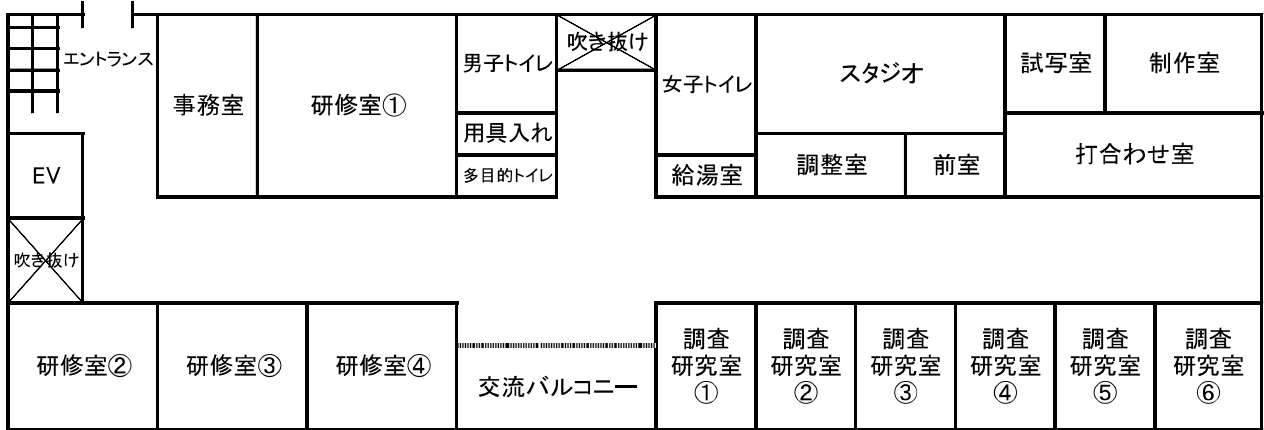 エントランス
事務室
研修室①
男子トイレ
用具入れ
多目的トイレ
吹き抜け
女子トイレ
給湯室
スタジオ
調整室
前室
試写室
制作室
打合わせ室
EV
吹き抜け
研修室②
研修室③
研修室④
交流バルコニー
調査
研究室
①
調査
研究室
②
調査
研究室
③
調査
研究室
④
調査
研究室
⑤
調査
研究室
⑥